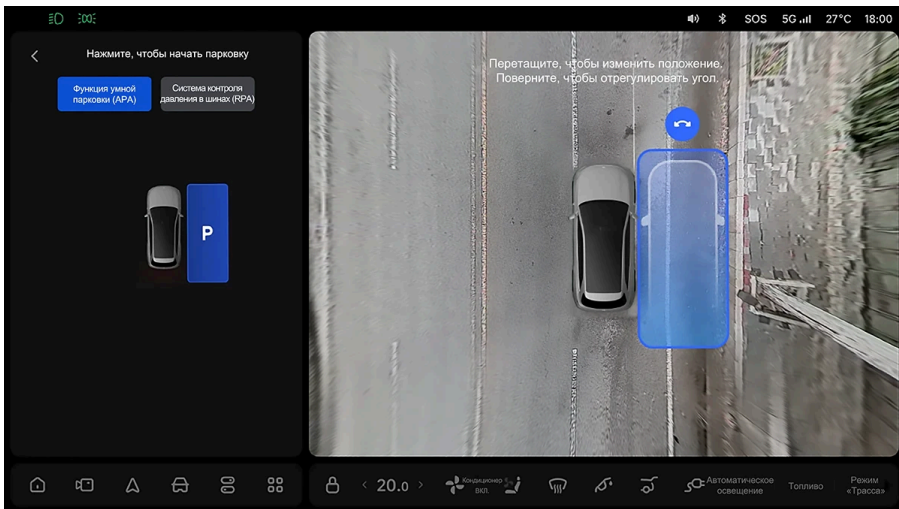 SOS 5G 27°C 18:00
Нажмите, чтобы начать парковку
Функция умной
парковки (APA)
Система контроля
давления в шинах (RPA)
P
Перетащите, чтобы изменить положение.
Поверните, чтобы отрегулировать угол.
20.0
Кондиционер
вкл.
Автоматическое
освещение
Топливо
Режим
«Трасса»